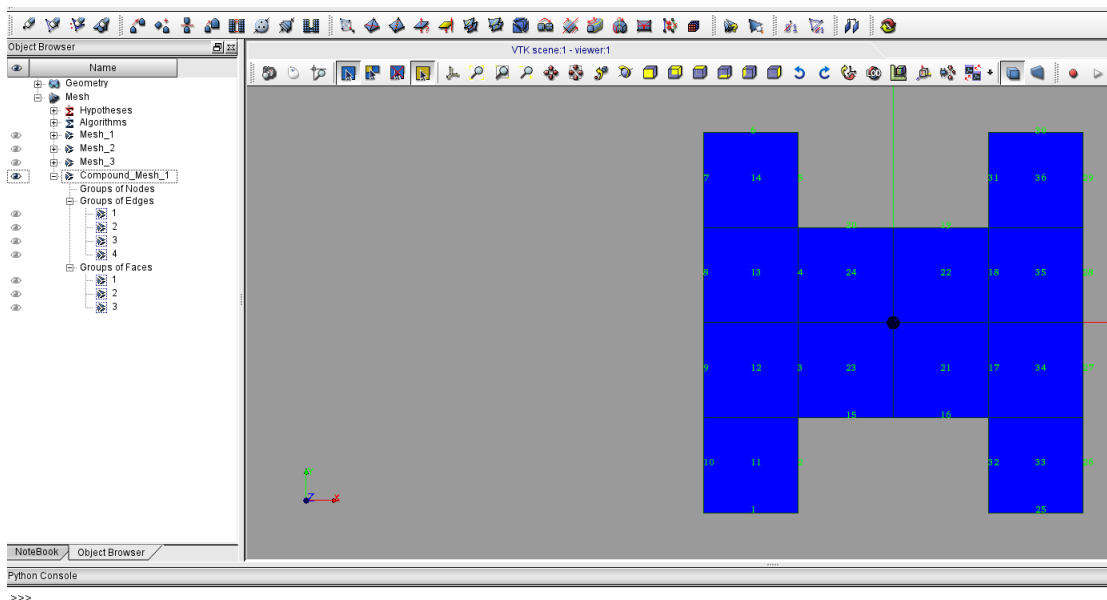 Object Browser
VTK scene:1 - viewer:1
Name
Geometry
Mesh
Hypotheses
Algorithms
Mesh_1
Mesh_2
Mesh_3
Compound_Mesh_1
Groups of Nodes
Groups of Edges
1
2
3
4
Groups of Faces
1
2
3
7 14 31 36
8 13 4 24 22 18 35
9 12 3 23 21 17 34
15 16
10 11 32 33
1 25
Y
Z X
NoteBook Object Browser
Python Console
>>>